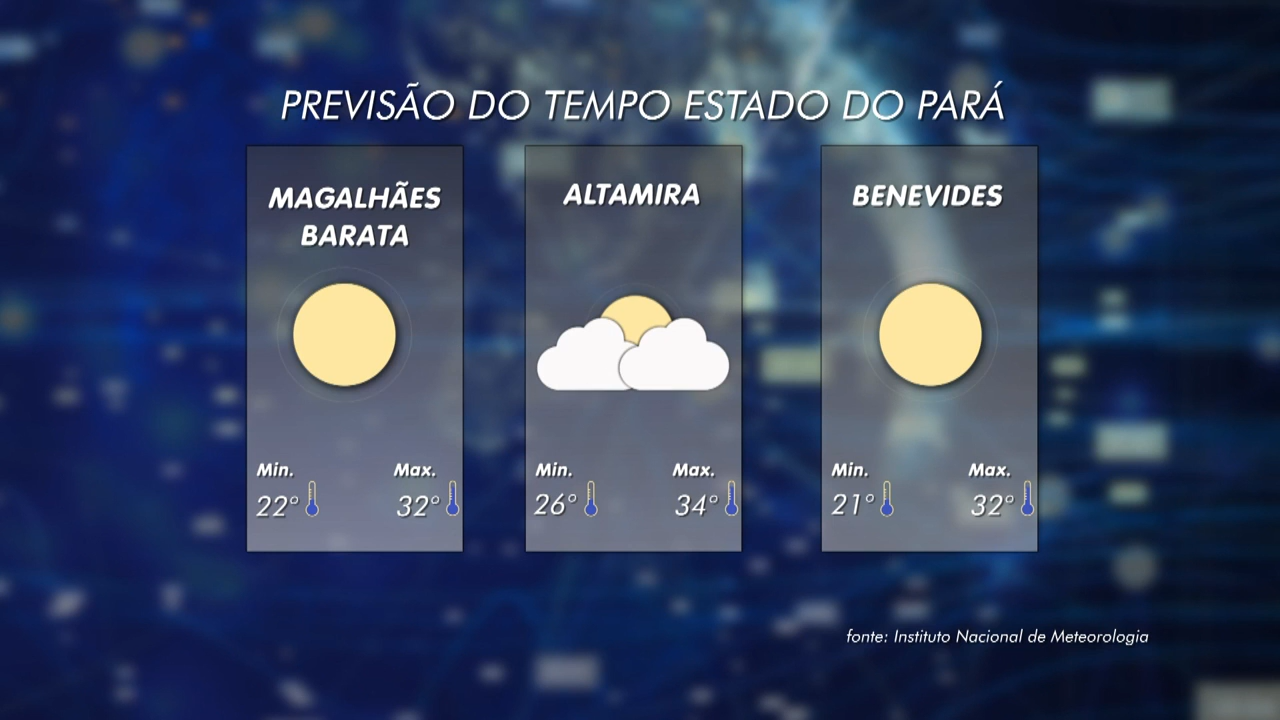 PREVISÃO DO TEMPO ESTADO DO PARÁ
MAGALHÃES
BARATA
Min. Max.
22° 32°
ALTAMIRA
Min. Max.
26° 34°
BENEVIDES
Min. Max.
21° 32°
fonte: Instituto Nacional de Meteorologia